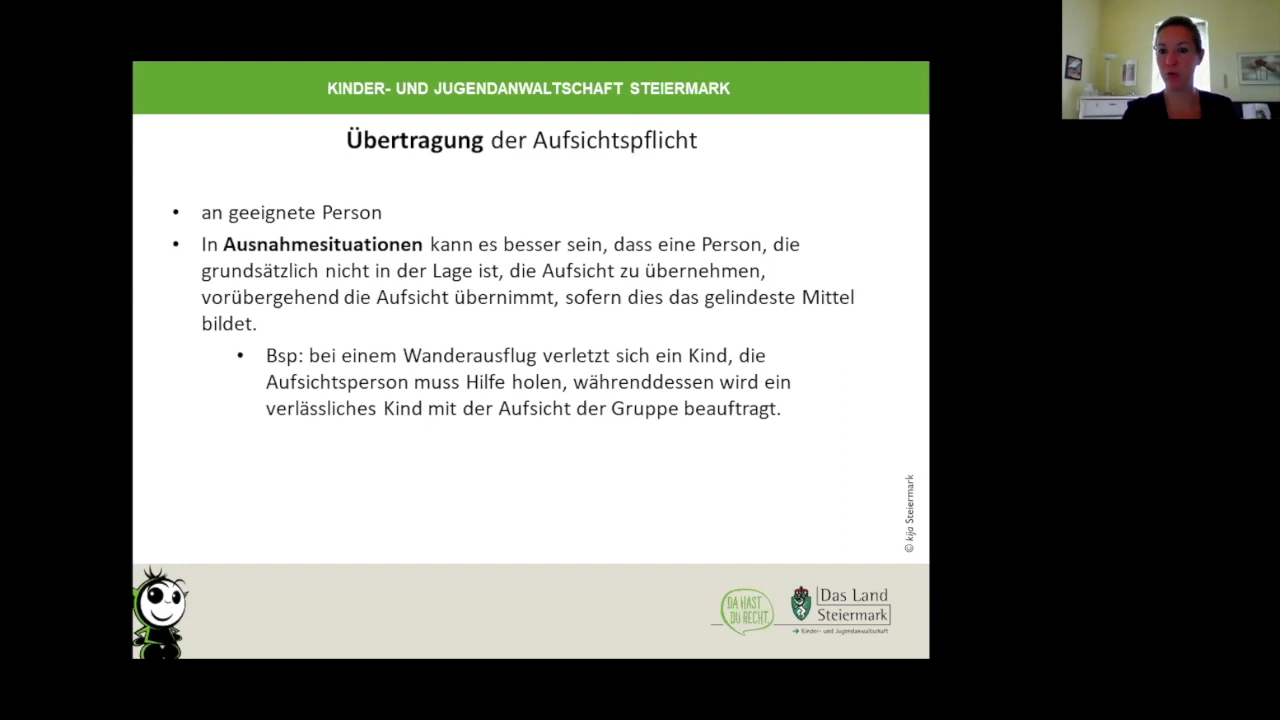 KINDER- UND JUGENDANWALTSCHAFT STEIERMARK
Übertragung der Aufsichtspflicht
• an geeignete Person
• In Ausnahmesituationen kann es besser sein, dass eine Person, die
grundsätzlich nicht in der Lage ist, die Aufsicht zu übernehmen,
vorübergehend die Aufsicht übernimmt, sofern dies das gelindeste Mittel
bildet.
• Bsp: bei einem Wanderausflug verletzt sich ein Kind, die
Aufsichtsperson muss Hilfe holen, währenddessen wird ein
verlässliches Kind mit der Aufsicht der Gruppe beauftragt.
© kija Steiermark
DA HAST
DU RECHT
Das Land
Steiermark
→ Kinder- und Jugendanwaltschaft